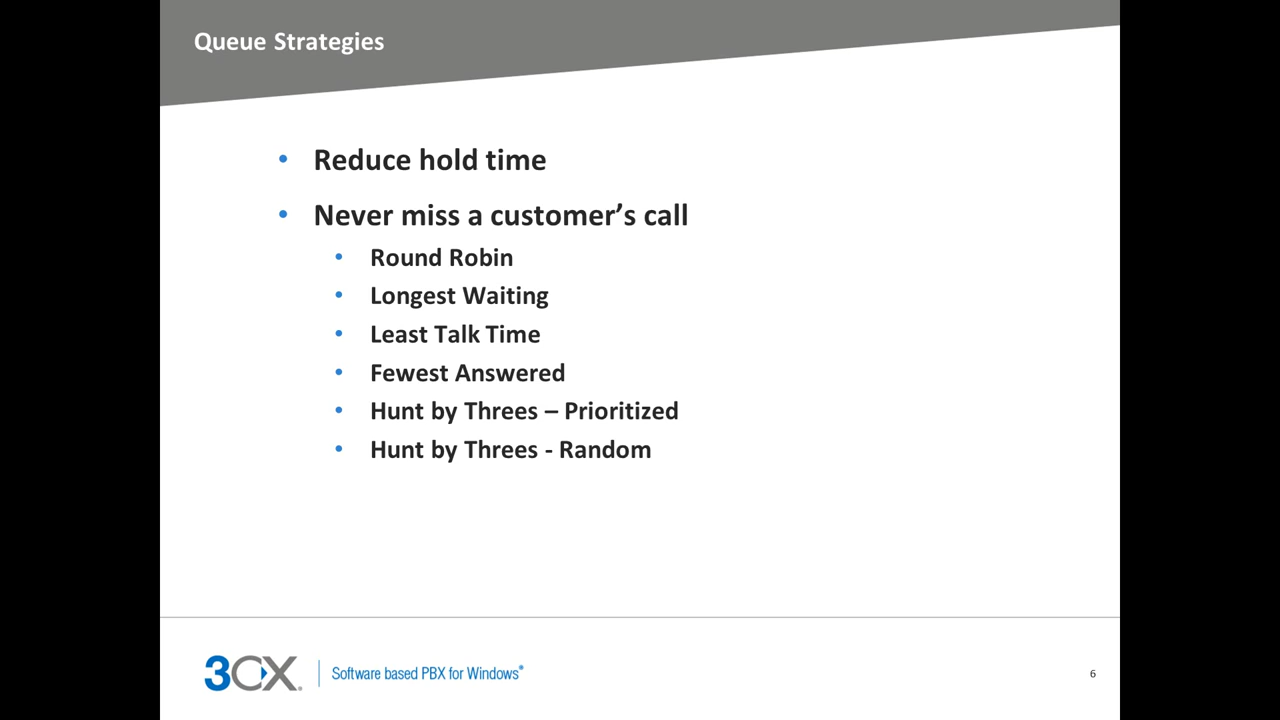 Queue Strategies
• Reduce hold time
• Never miss a customer’s call
• Round Robin
• Longest Waiting
• Least Talk Time
• Fewest Answered
• Hunt by Threes – Prioritized
• Hunt by Threes - Random
3CX® Software based PBX for Windows®
6